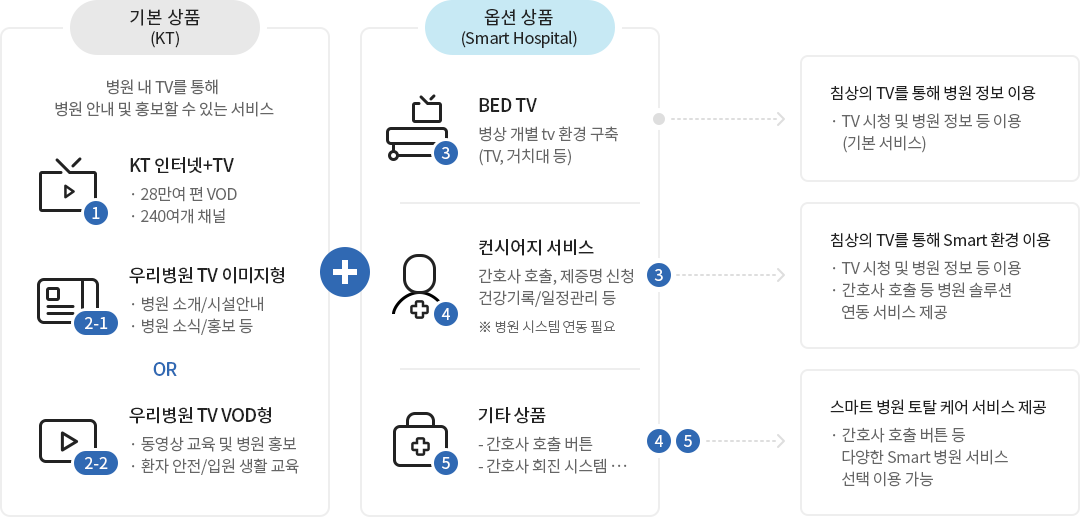 기본 상품
(KT)
병원 내 TV를 통해
병원 안내 및 홍보할 수 있는 서비스
KT 인터넷+TV
· 28만여 편 VOD
· 240여개 채널
1
우리병원 TV 이미지형
· 병원 소개/시설안내
· 병원 소식/홍보 등
2-1
OR
우리병원 TV VOD형
· 동영상 교육 및 병원 홍보
· 환자 안전/입원 생활 교육
2-2
옵션 상품
(Smart Hospital)
BED TV
병상 개별 tv 환경 구축
(TV, 거치대 등)
3
컨시어지 서비스
간호사 호출, 제증명 신청
건강기록/일정관리 등
※ 병원 시스템 연동 필요
4
3
기타 상품
- 간호사 호출 버튼
- 간호사 회진 시스템 …
5
4 5
침상의 TV를 통해 병원 정보 이용
· TV 시청 및 병원 정보 등 이용
(기본 서비스)
침상의 TV를 통해 Smart 환경 이용
· TV 시청 및 병원 정보 등 이용
· 간호사 호출 등 병원 솔루션
연동 서비스 제공
스마트 병원 토탈 케어 서비스 제공
· 간호사 호출 버튼 등
다양한 Smart 병원 서비스
선택 이용 가능